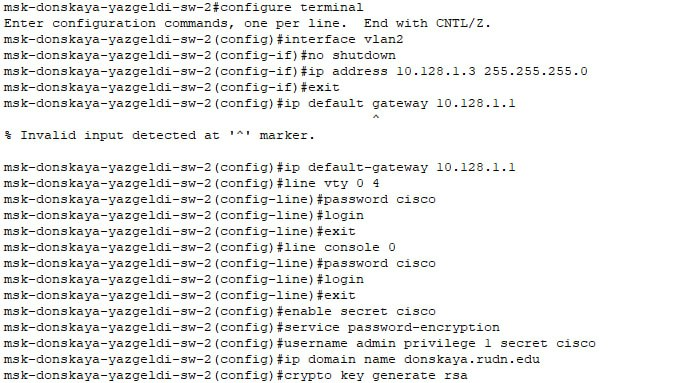 msk-donskaya-yazgeldi-sw-2#configure terminal
Enter configuration commands, one per line.  End with CNTL/Z.
msk-donskaya-yazgeldi-sw-2(config)#interface vlan2
msk-donskaya-yazgeldi-sw-2(config-if)#no shutdown
msk-donskaya-yazgeldi-sw-2(config-if)#ip address 10.128.1.3 255.255.255.0
msk-donskaya-yazgeldi-sw-2(config-if)#exit
msk-donskaya-yazgeldi-sw-2(config)#ip default gateway 10.128.1.1
^
% Invalid input detected at '^' marker.
msk-donskaya-yazgeldi-sw-2(config)#ip default-gateway 10.128.1.1
msk-donskaya-yazgeldi-sw-2(config)#line vty 0 4
msk-donskaya-yazgeldi-sw-2(config-line)#password cisco
msk-donskaya-yazgeldi-sw-2(config-line)#login
msk-donskaya-yazgeldi-sw-2(config-line)#exit
msk-donskaya-yazgeldi-sw-2(config)#line console 0
msk-donskaya-yazgeldi-sw-2(config-line)#password cisco
msk-donskaya-yazgeldi-sw-2(config-line)#login
msk-donskaya-yazgeldi-sw-2(config-line)#exit
msk-donskaya-yazgeldi-sw-2(config)#enable secret cisco
msk-donskaya-yazgeldi-sw-2(config)#service password-encryption
msk-donskaya-yazgeldi-sw-2(config)#username admin privilege 1 secret cisco
msk-donskaya-yazgeldi-sw-2(config)#ip domain name donskaya.rudn.edu
msk-donskaya-yazgeldi-sw-2(config)#crypto key generate rsa